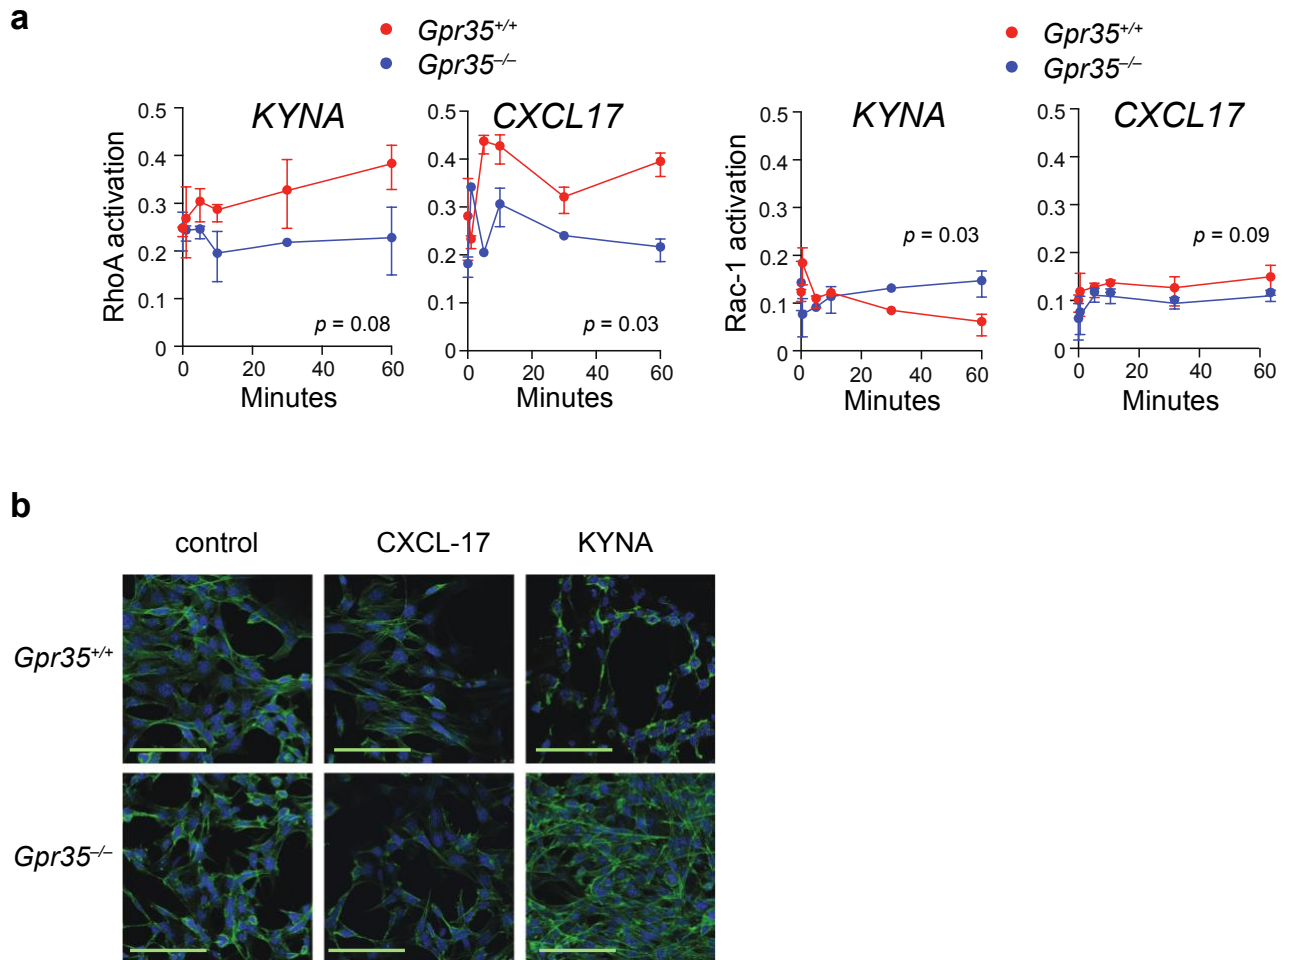 a
Gpr35+/+
Gpr35–/–
KYNA
CXCL17
RhoA activation
0.5
0.4
0.3
0.2
0.1
0
p = 0.08
0 20 40 60
Minutes
0.5
0.4
0.3
0.2
0.1
0
p = 0.03
0 20 40 60
Minutes
Gpr35+/+
Gpr35–/–
KYNA
CXCL17
Rac-1 activation
0.5
0.4
0.3
0.2
0.1
0
p = 0.03
0 20 40 60
Minutes
0.5
0.4
0.3
0.2
0.1
0
p = 0.09
0 20 40 60
Minutes
b
control CXCL-17 KYNA
Gpr35+/+
Gpr35–/–